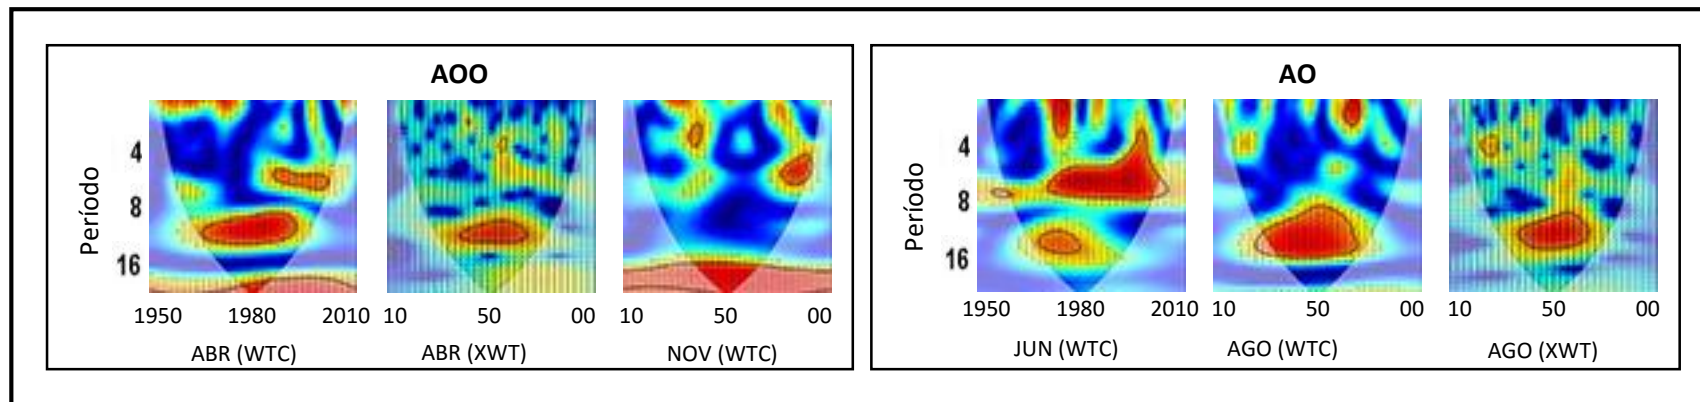 AOO
Período
4
8
16
1950 1980 2010
ABR (WTC)
10 50 00
ABR (XWT)
10 50 00
NOV (WTC)
AO
Período
4
8
16
1950 1980 2010
JUN (WTC)
10 50 00
AGO (WTC)
10 50 00
AGO (XWT)